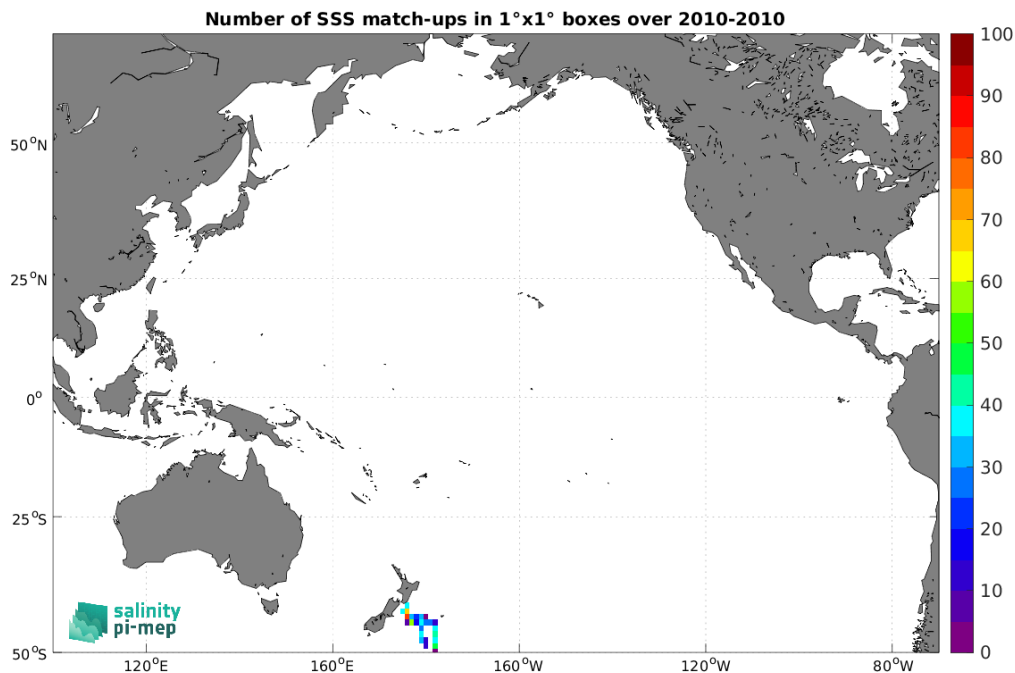 Number of SSS match-ups in 1°x1° boxes over 2010-2010
100
90
80
70
60
50
40
30
20
10
0
50°N
25°N
0°
25°S
50°S
120°E
160°E
160°W
120°W
80°W
salinity
pi-mep